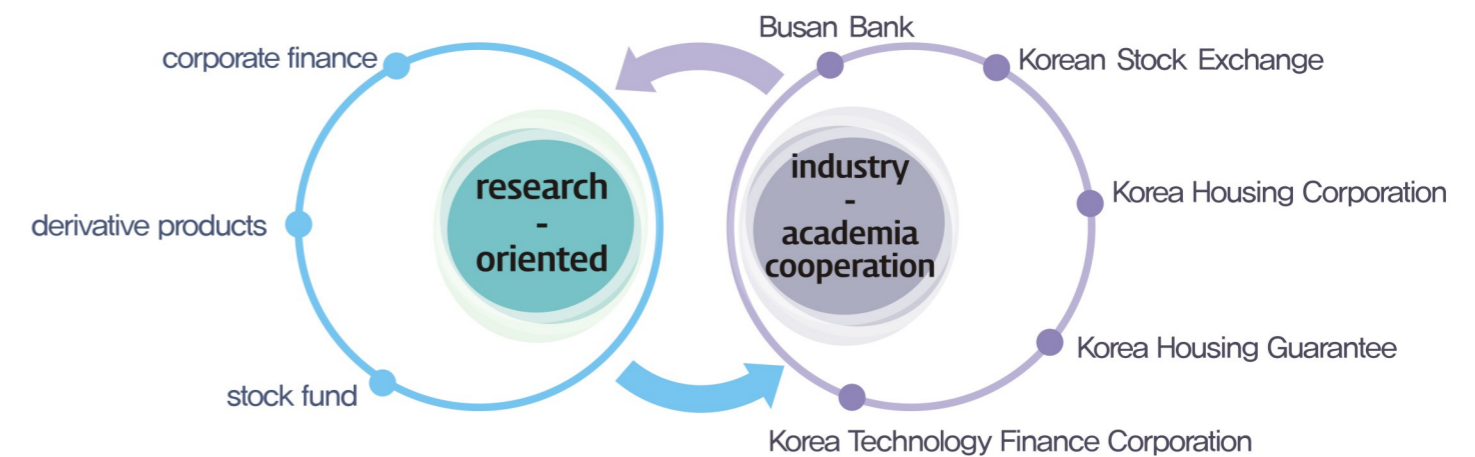 corporate finance
derivative products
stock fund
research
-
oriented
industry
-
academia
cooperation
Busan Bank
Korean Stock Exchange
Korea Housing Corporation
Korea Housing Guarantee
Korea Technology Finance Corporation